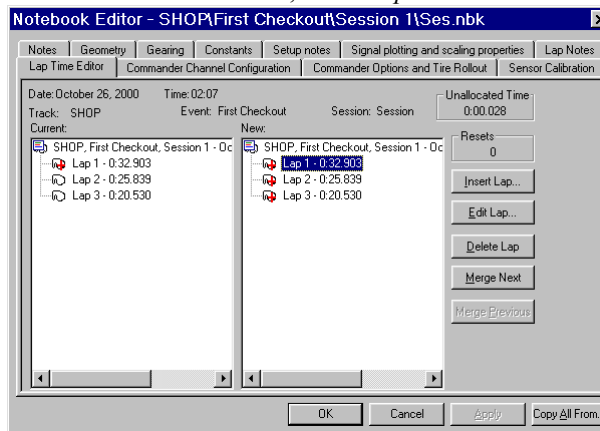 Notebook Editor - SHOP\First Checkout\Session 1\Ses.nbk
Notes Geometry Gearing Constants Setup notes Signal plotting and scaling properties Lap Notes
Lap Time Editor Commander Channel Configuration Commander Options and Tire Rollout Sensor Calibration
Date: October 26, 2000 Time: 02:07 Unallocated Time
Track: SHOP Event: First Checkout Session: Session 0:00.028
Current: New: Resets
SHOP, First Checkout, Session 1 - Oc SHOP, First Checkout, Session 1 - Oc 0
Lap 1 - 0:32.903 Lap 1 - 0:32.903
Lap 2 - 0:25.839 Lap 2 - 0:25.839 Insert Lap...
Lap 3 - 0:20.530 Lap 3 - 0:20.530
Edit Lap...
Delete Lap
Merge Next
Merge Previous
OK Cancel Apply Copy All From.